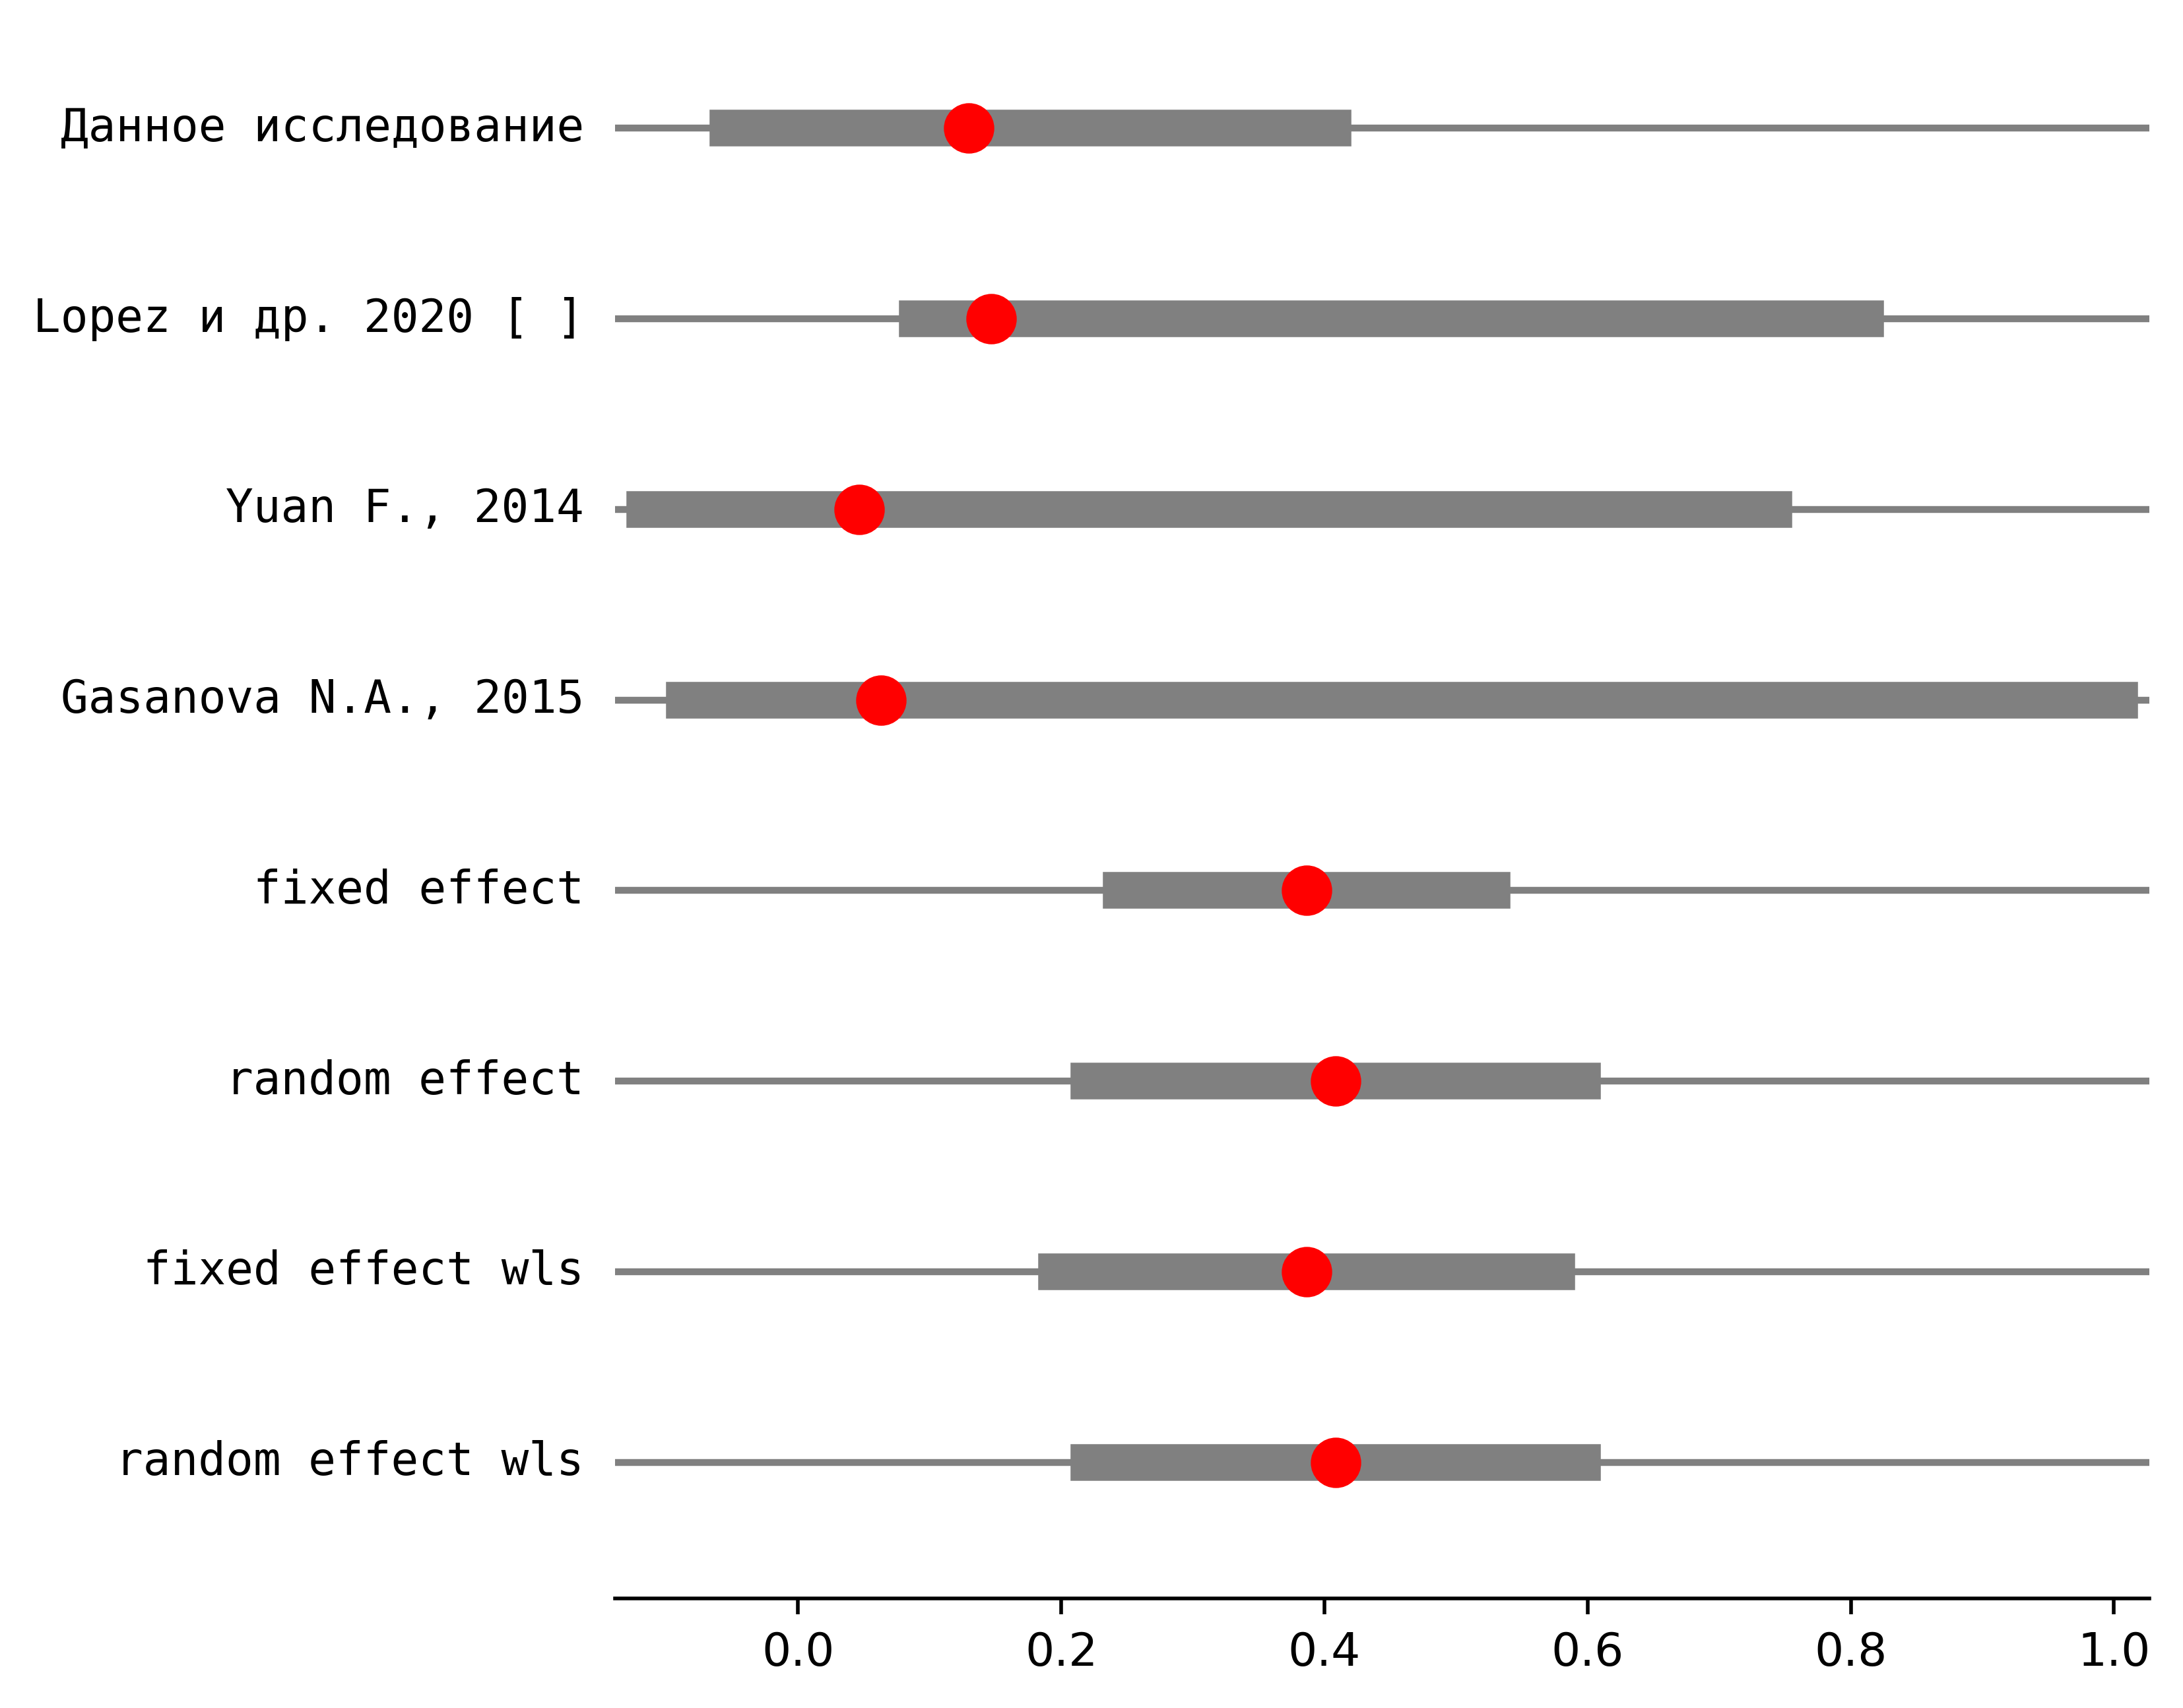 Данное исследование
Lopez и др. 2020 [ ]
Yuan F., 2014
Gasanova N.A., 2015
fixed effect
random effect
fixed effect wls
random effect wls
0.0 0.2 0.4 0.6 0.8 1.0